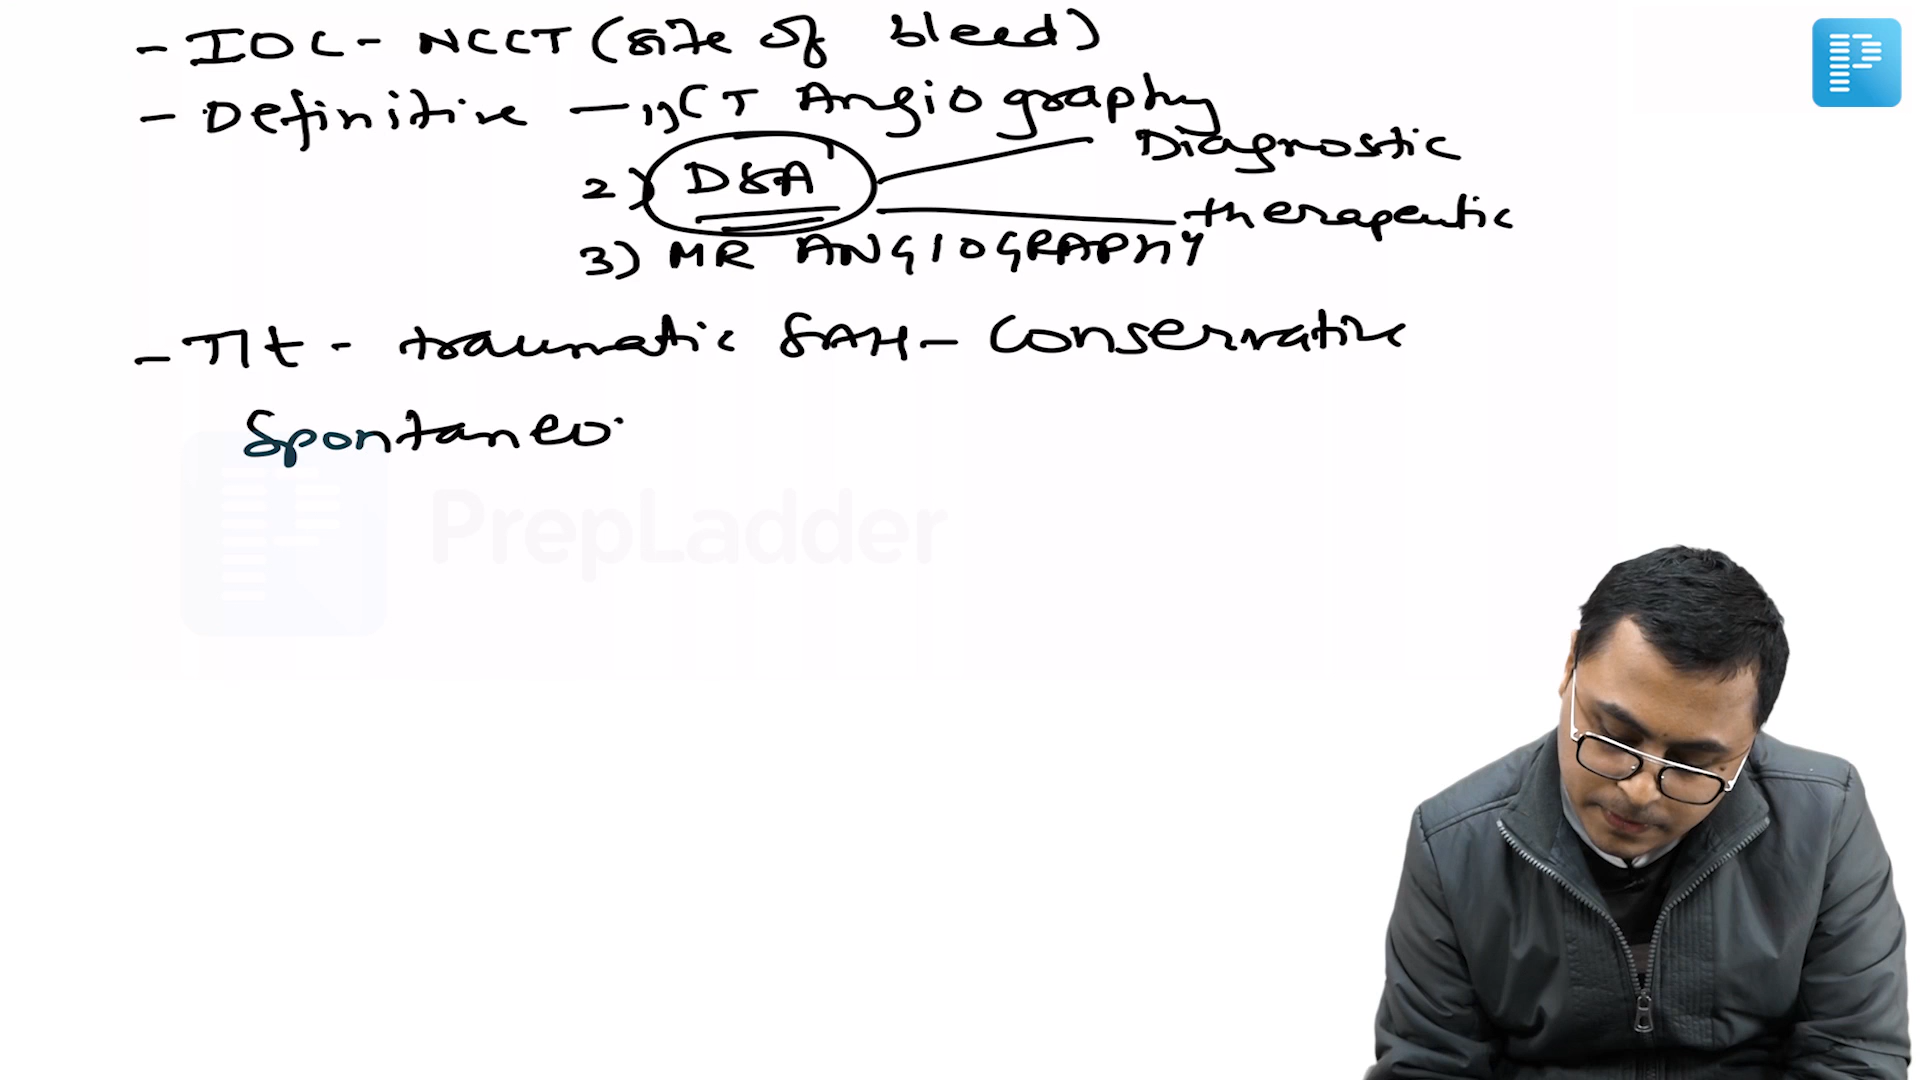 - IOC - NCCT (site of bleed)
- Definitive - 1) CT Angiography
2) DSA
Diagnostic
therapeutic
3) MR ANGIOGRAPHY
- T/t - traumatic SAH - Conservative
Spontaneo
PrepLadder